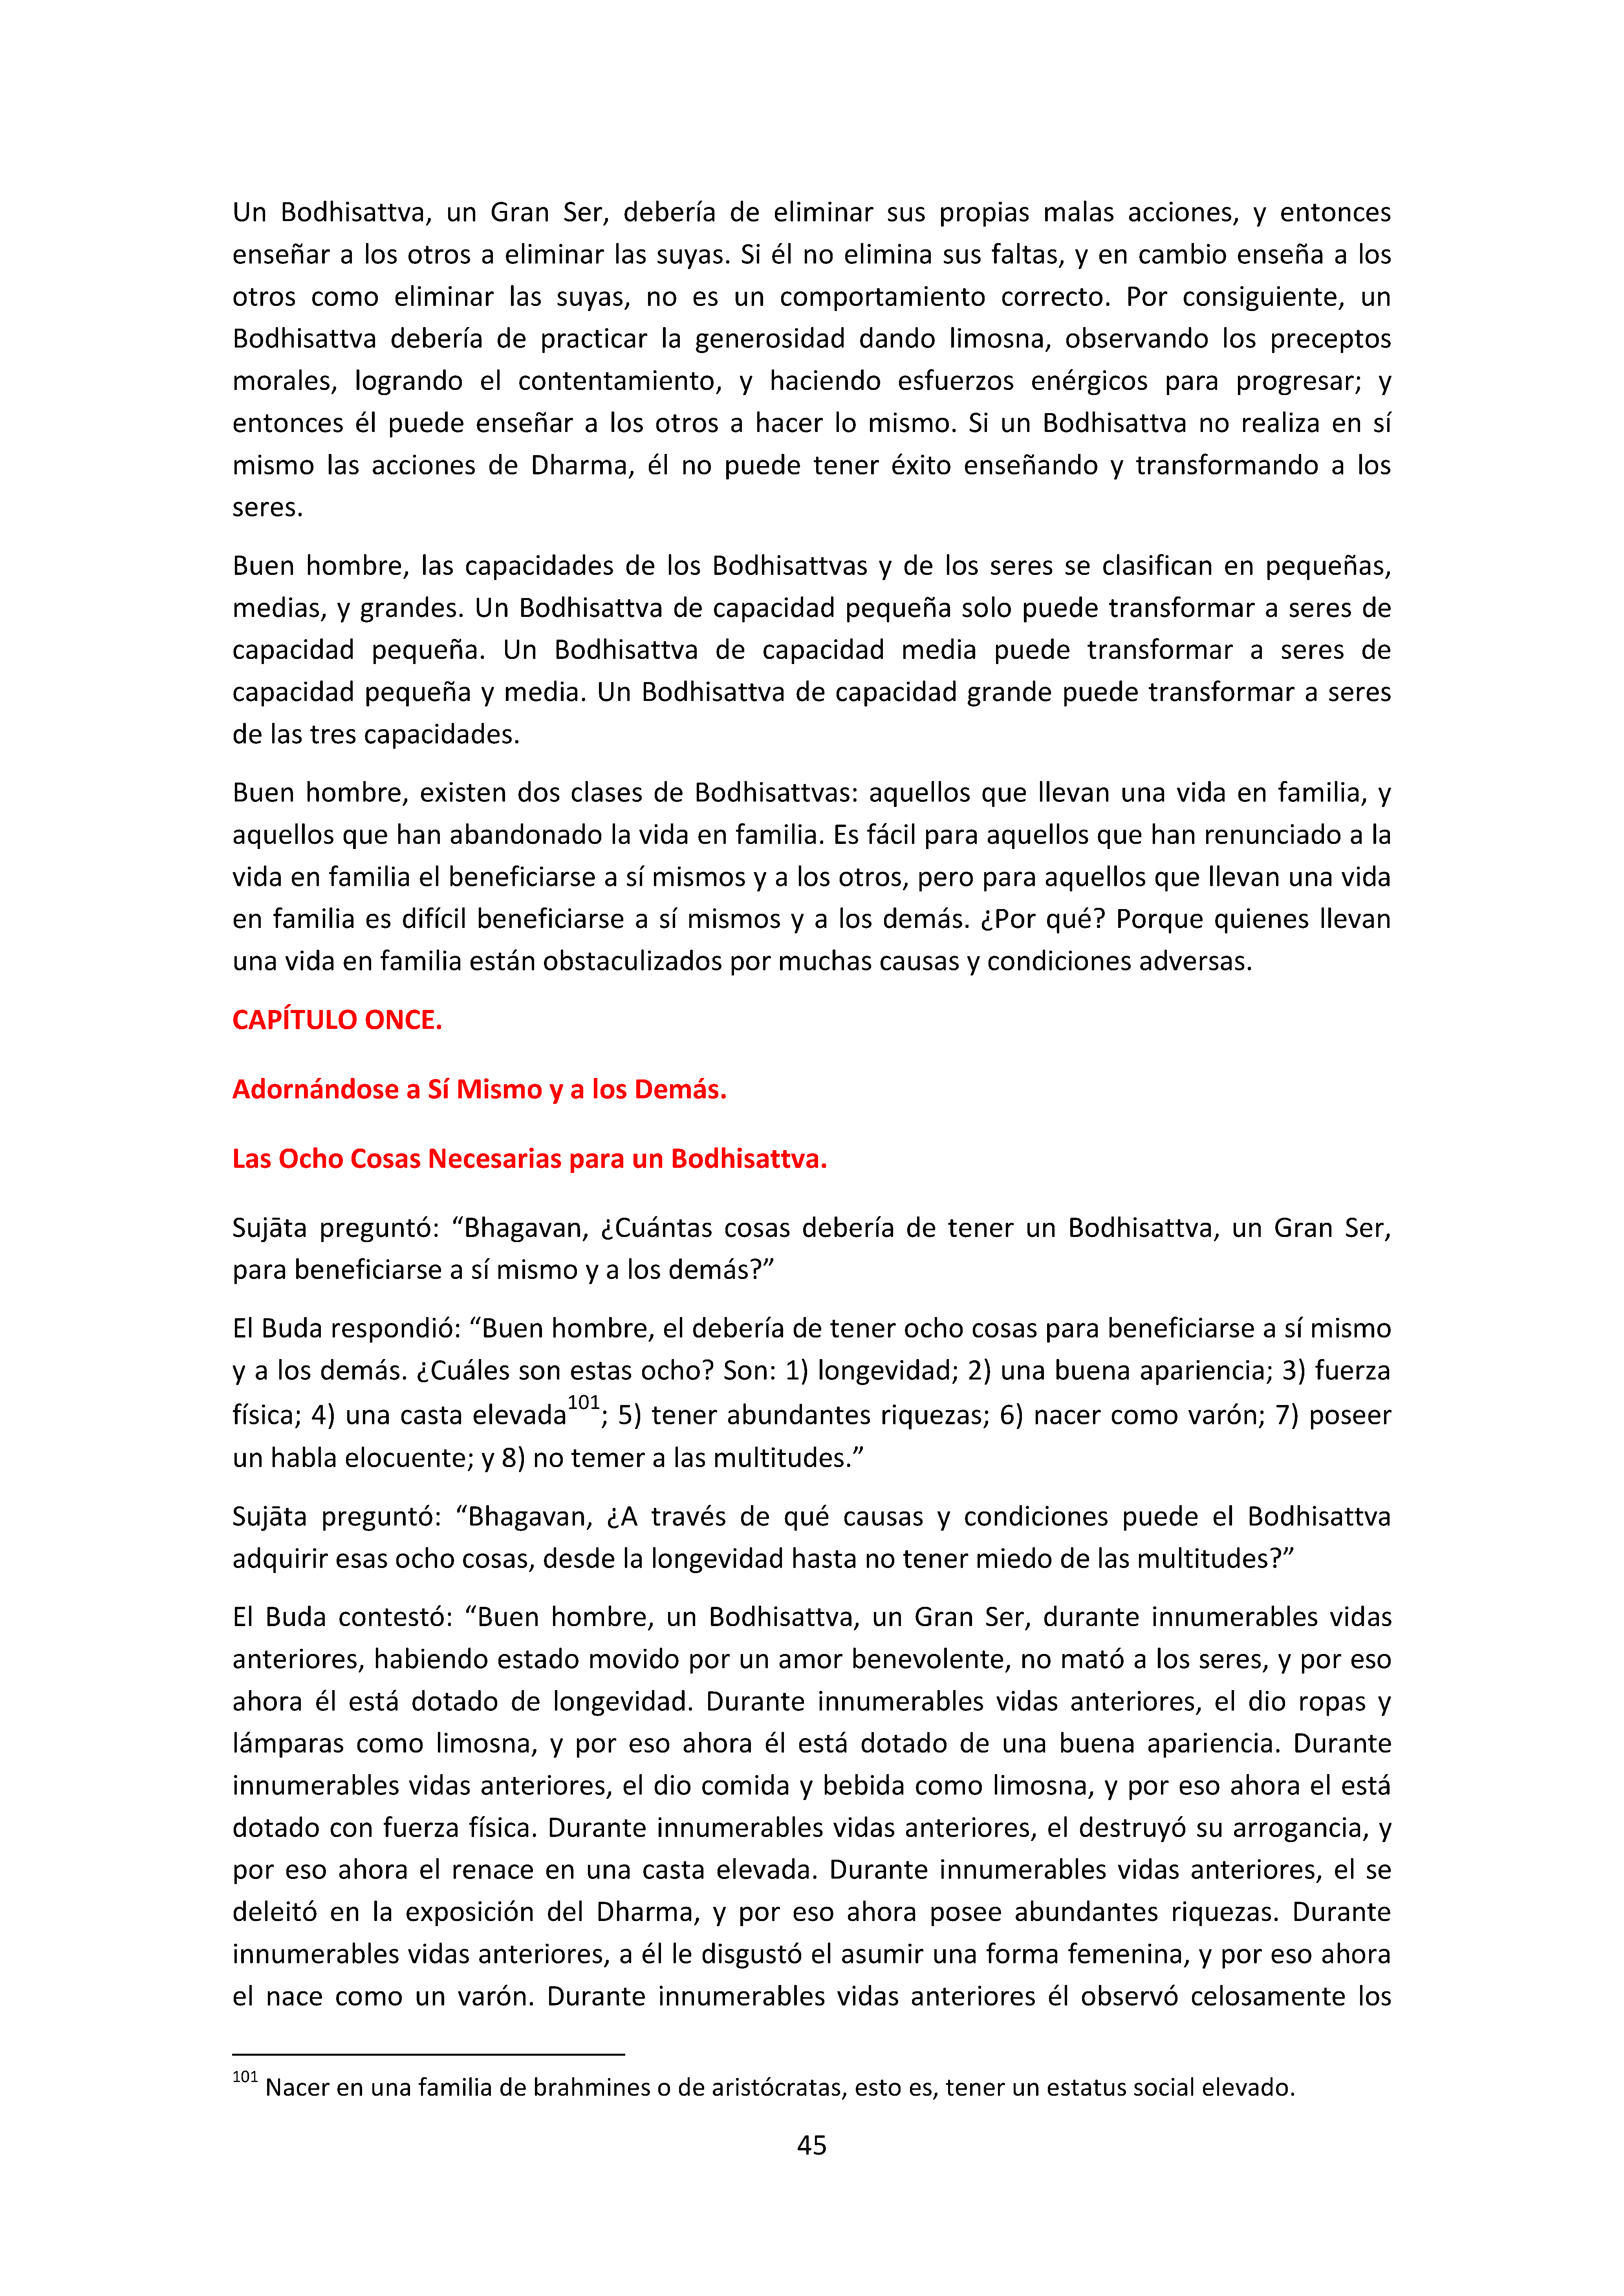 Un Bodhisattva, un Gran Ser, debería de eliminar sus propias malas acciones, y entonces
enseñar a los otros a eliminar las suyas. Si él no elimina sus faltas, y en cambio enseña a los
otros como eliminar las suyas, no es un comportamiento correcto. Por consiguiente, un
Bodhisattva debería de practicar la generosidad dando limosna, observando los preceptos
morales, logrando el contentamiento, y haciendo esfuerzos enérgicos para progresar; y
entonces él puede enseñar a los otros a hacer lo mismo. Si un Bodhisattva no realiza en sí
mismo las acciones de Dharma, él no puede tener éxito enseñando y transformando a los
seres.
Buen hombre, las capacidades de los Bodhisattvas y de los seres se clasifican en pequeñas,
medias, y grandes. Un Bodhisattva de capacidad pequeña solo puede transformar a seres de
capacidad pequeña. Un Bodhisattva de capacidad media puede transformar a seres de
capacidad pequeña y media. Un Bodhisattva de capacidad grande puede transformar a seres
de las tres capacidades.
Buen hombre, existen dos clases de Bodhisattvas: aquellos que llevan una vida en familia, y
aquellos que han abandonado la vida en familia. Es fácil para aquellos que han renunciado a la
vida en familia el beneficiarse a sí mismos y a los otros, pero para aquellos que llevan una vida
en familia es difícil beneficiarse a sí mismos y a los demás. ¿Por qué? Porque quienes llevan
una vida en familia están obstaculizados por muchas causas y condiciones adversas.
CAPÍTULO ONCE.
Adornándose a Sí Mismo y a los Demás.
Las Ocho Cosas Necesarias para un Bodhisattva.
Sujāta preguntó: “Bhagavan, ¿Cuántas cosas debería de tener un Bodhisattva, un Gran Ser,
para beneficiarse a sí mismo y a los demás?”
El Buda respondió: “Buen hombre, el debería de tener ocho cosas para beneficiarse a sí mismo
y a los demás. ¿Cuáles son estas ocho? Son: 1) longevidad; 2) una buena apariencia; 3) fuerza
física; 4) una casta elevada101; 5) tener abundantes riquezas; 6) nacer como varón; 7) poseer
un habla elocuente; y 8) no temer a las multitudes.”
Sujāta preguntó: “Bhagavan, ¿A través de qué causas y condiciones puede el Bodhisattva
adquirir esas ocho cosas, desde la longevidad hasta no tener miedo de las multitudes?”
El Buda contestó: “Buen hombre, un Bodhisattva, un Gran Ser, durante innumerables vidas
anteriores, habiendo estado movido por un amor benevolente, no mató a los seres, y por eso
ahora él está dotado de longevidad. Durante innumerables vidas anteriores, el dio ropas y
lámparas como limosna, y por eso ahora él está dotado de una buena apariencia. Durante
innumerables vidas anteriores, el dio comida y bebida como limosna, y por eso ahora el está
dotado con fuerza física. Durante innumerables vidas anteriores, el destruyó su arrogancia, y
por eso ahora el renace en una casta elevada. Durante innumerables vidas anteriores, el se
deleitó en la exposición del Dharma, y por eso ahora posee abundantes riquezas. Durante
innumerables vidas anteriores, a él le disgustó el asumir una forma femenina, y por eso ahora
el nace como un varón. Durante innumerables vidas anteriores él observó celosamente los
101 Nacer en una familia de brahmines o de aristócratas, esto es, tener un estatus social elevado.
45